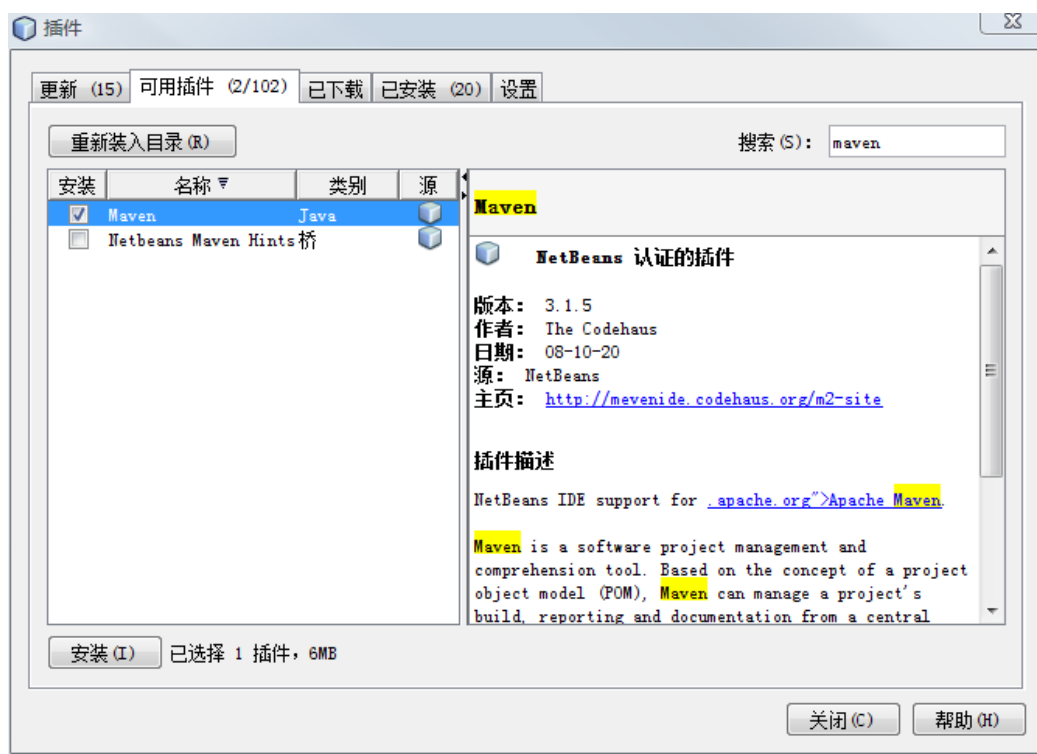 插件
更新 (15) 可用插件 (2/102) 已下载 已安装 (20) 设置
重新装入目录(R) 搜索(S): maven
安装 名称 类别 源
Maven Java
Netbeans Maven Hints 桥
Maven
NetBeans 认证的插件
版本: 3.1.5
作者: The Codehaus
日期: 08-10-20
源: NetBeans
主页: http://mevenide.codehaus.org/m2-site
插件描述
NetBeans IDE support for .apache.org">Apache Maven.
Maven is a software project management and
comprehension tool. Based on the concept of a project
object model (POM), Maven can manage a project's
build, reporting and documentation from a central
安装(I) 已选择 1 插件，6MB
关闭(C) 帮助(H)